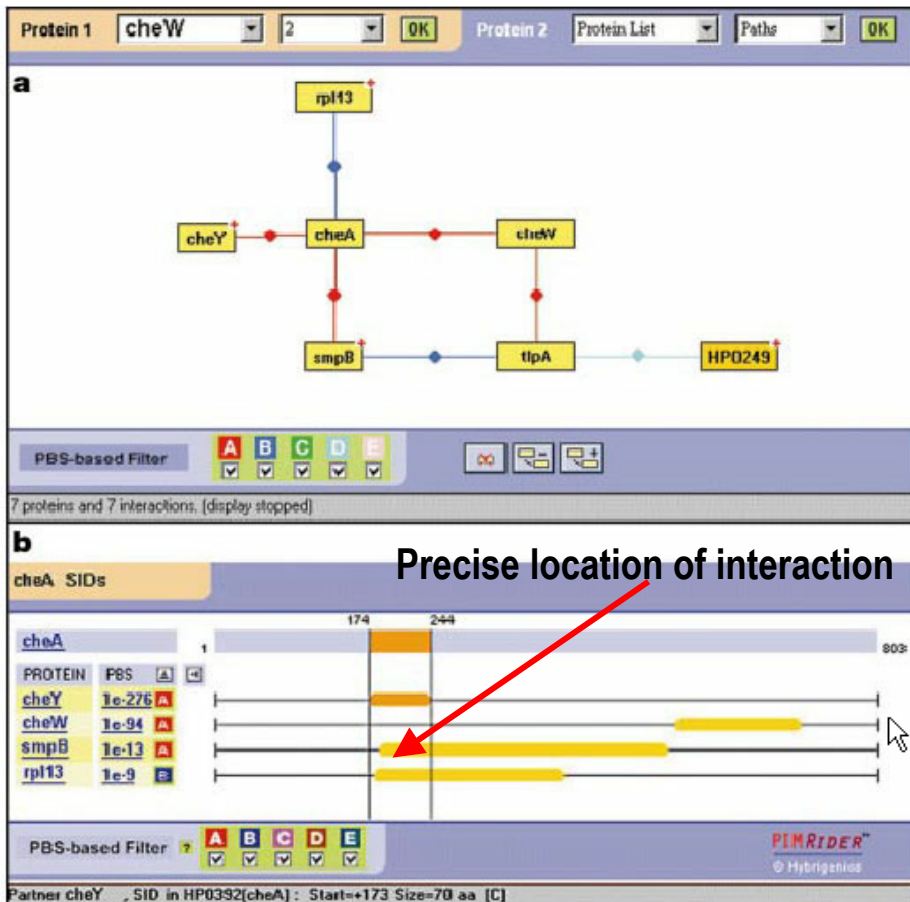 Protein 1 cheW 2 OK Protein 2 Protein List Paths OK
a
rpl13
cheY cheA cheW
smpB tlpA HP0249
PBS-based Filter A B C D E
7 proteins and 7 interactions. (display stopped)
b
Precise location of interaction
cheA SIDs
174 244
cheA 1 803
PROTEIN PBS A
cheY 1e-276 A
cheW 1e-94 A
smpB 1e-13 A
rpl13 1e-9 B
PBS-based Filter ? A B C D E
PIMRIDER™
© Hybrigenics
Partner cheY , SID in HP0392[cheA] : Start=+173 Size=70 aa [C]